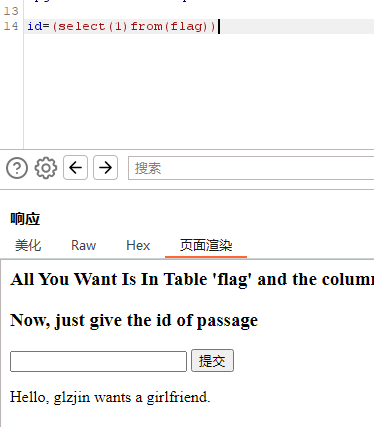 13
14 id=(select(1)from(flag))
搜索
响应
美化 Raw Hex 页面渲染
All You Want Is In Table 'flag' and the colum
Now, just give the id of passage
提交
Hello, glzjin wants a girlfriend.